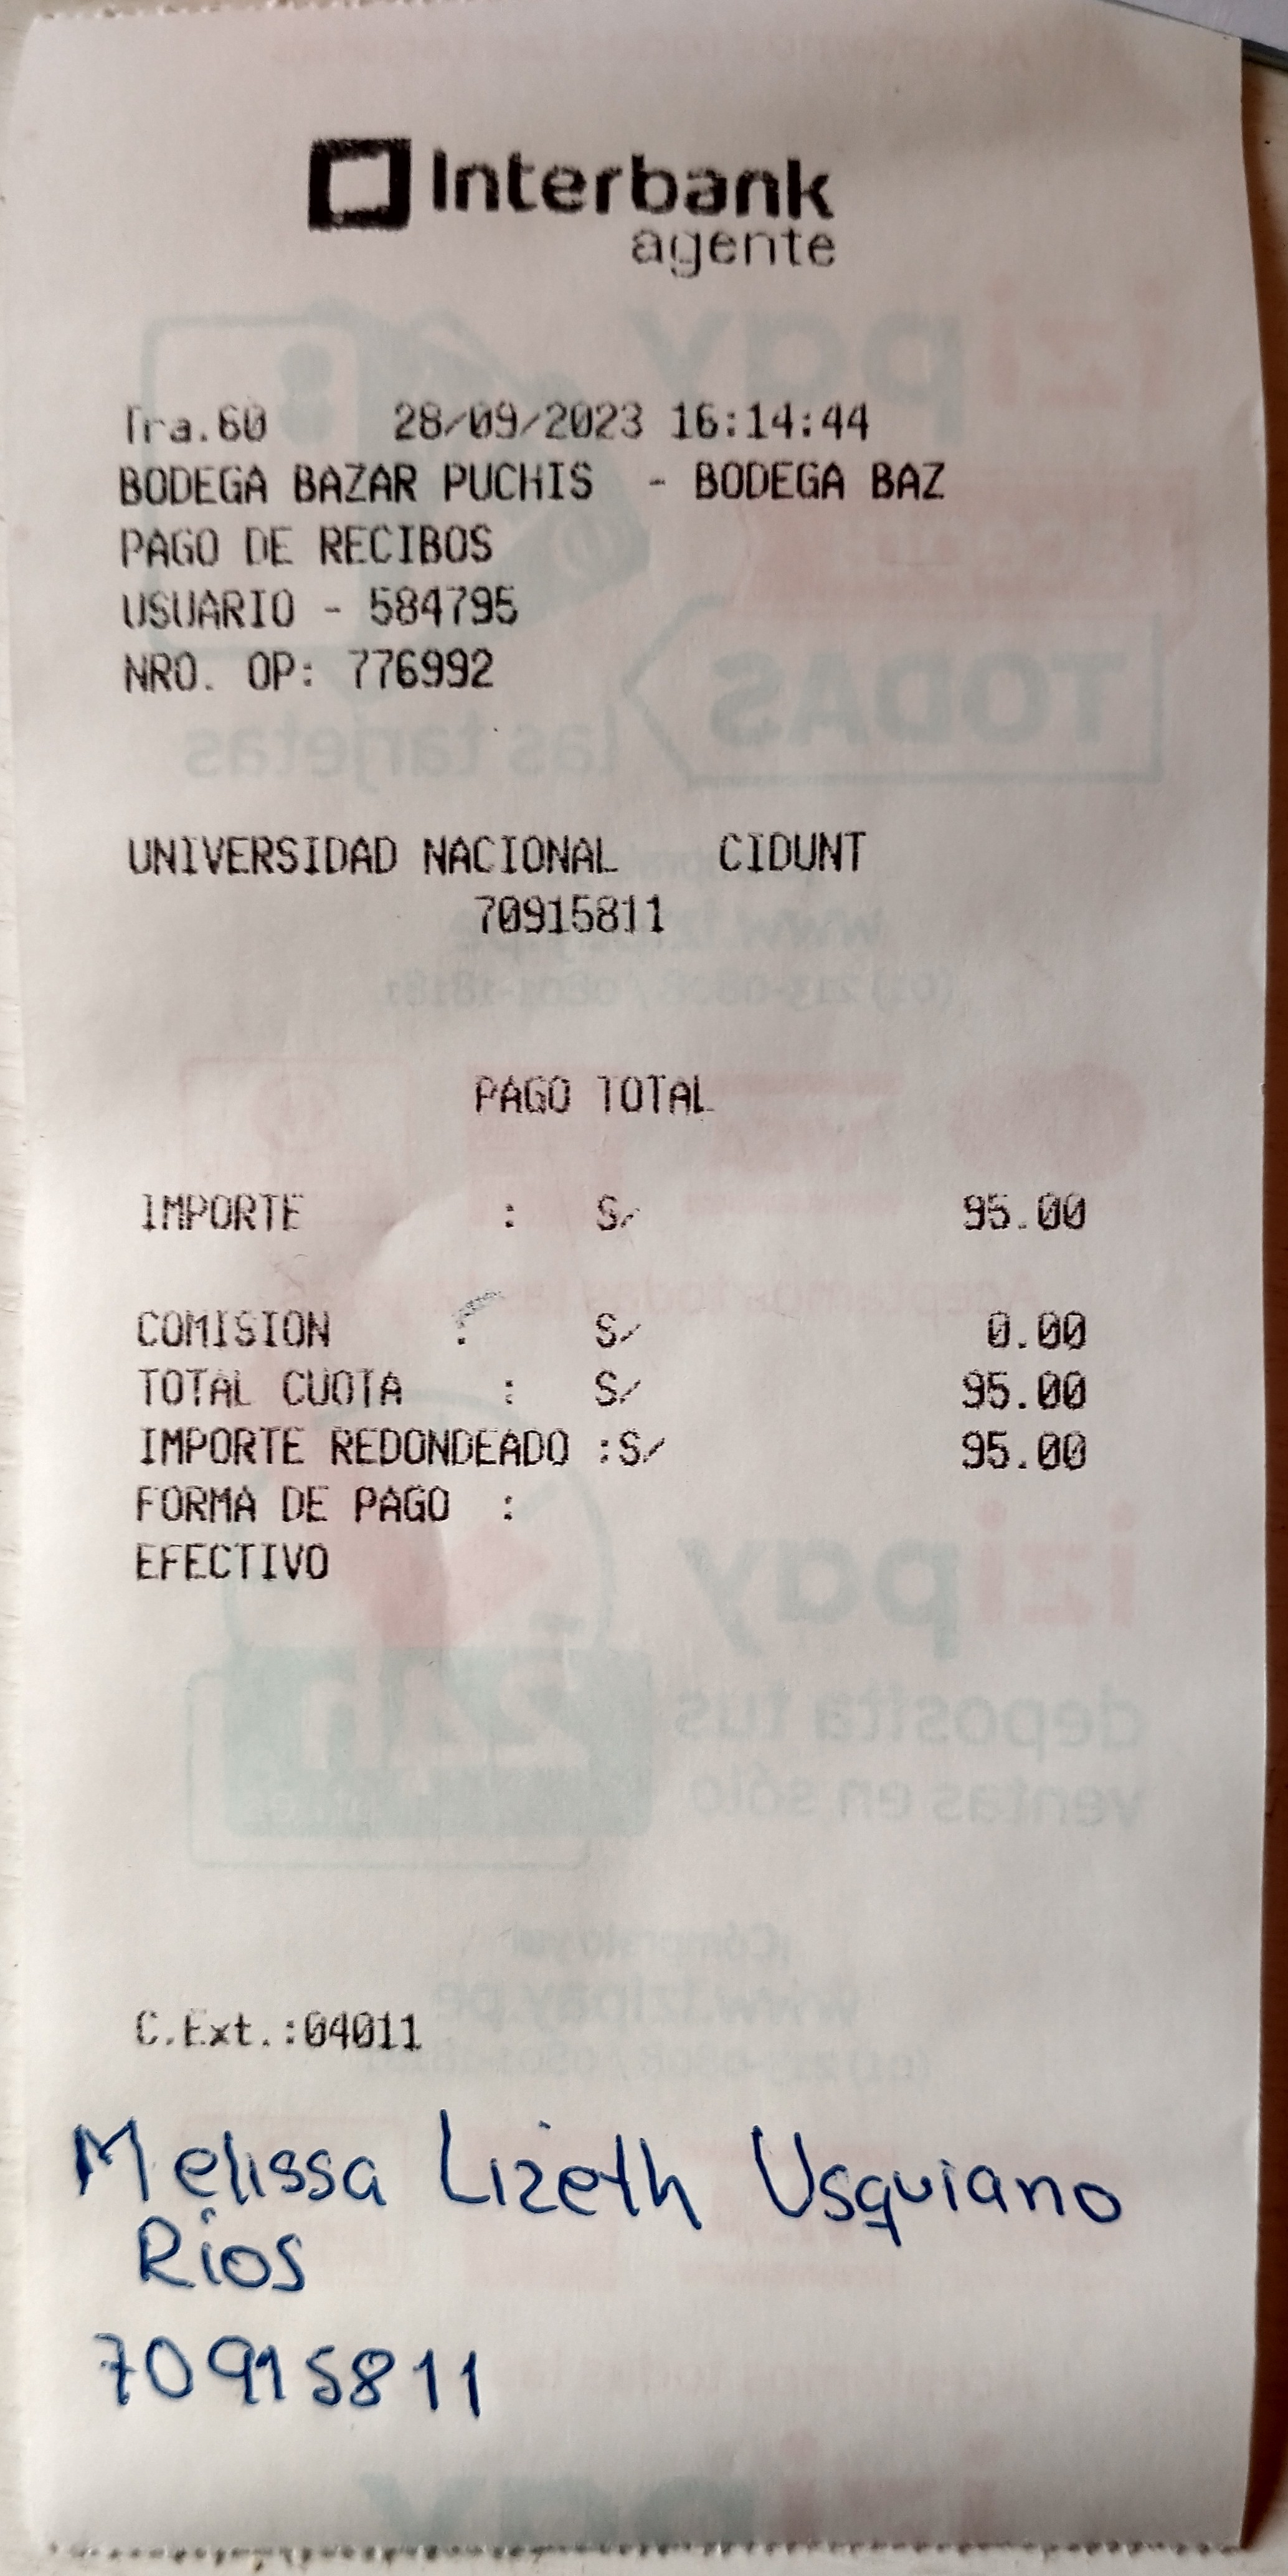 Interbank
agente
Tra.60 28/09/2023 16:14:44
BODEGA BAZAR PUCHIS - BODEGA BAZ
PAGO DE RECIBOS
USUARIO - 584795
NRO. OP: 776992
UNIVERSIDAD NACIONAL CIDUNT
70915811
PAGO TOTAL
IMPORTE : S/ 95.00
COMISION : S/ 0.00
TOTAL CUOTA : S/ 95.00
IMPORTE REDONDEADO :S/ 95.00
FORMA DE PAGO :
EFECTIVO
C.Ext.:04011
Melissa Lizeth Usquiano
Rios
70915811